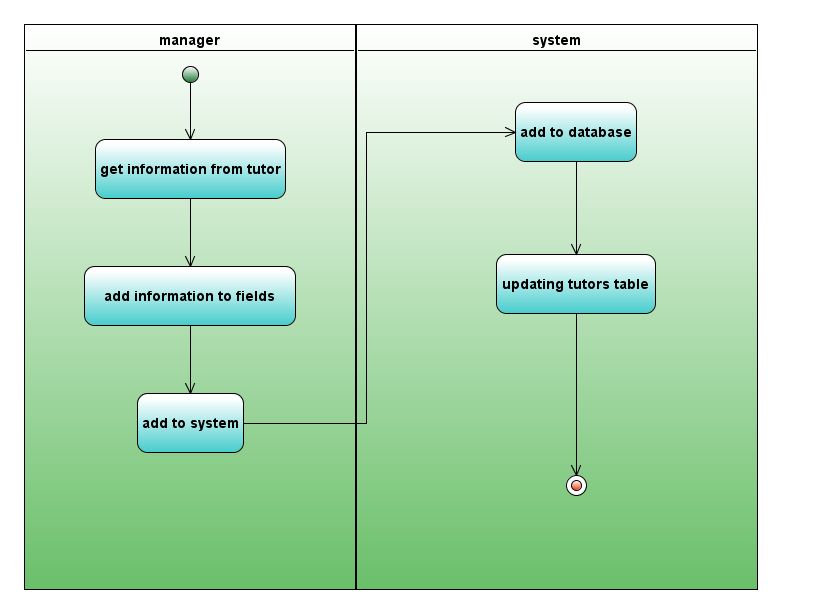 manager
system
get information from tutor
add information to fields
add to system
add to database
updating tutors table